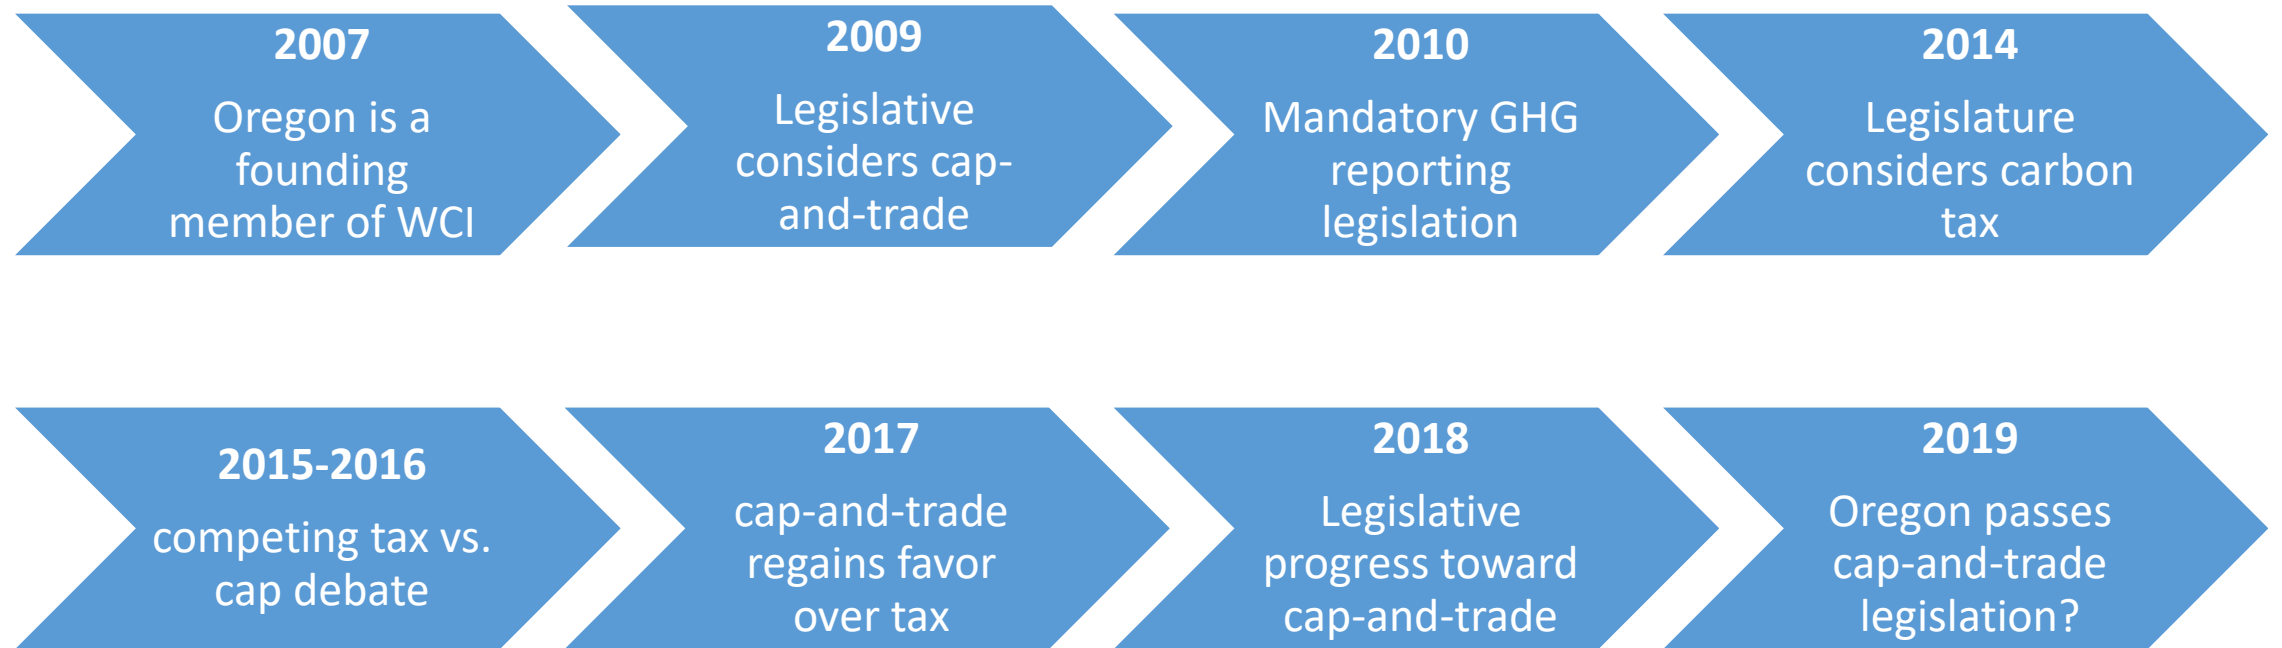 2007
Oregon is a
founding
member of WCI
2009
Legislative
considers cap-
and-trade
2010
Mandatory GHG
reporting
legislation
2014
Legislature
considers carbon
tax
2015-2016
competing tax vs.
cap debate
2017
cap-and-trade
regains favor
over tax
2018
Legislative
progress toward
cap-and-trade
2019
Oregon passes
cap-and-trade
legislation?